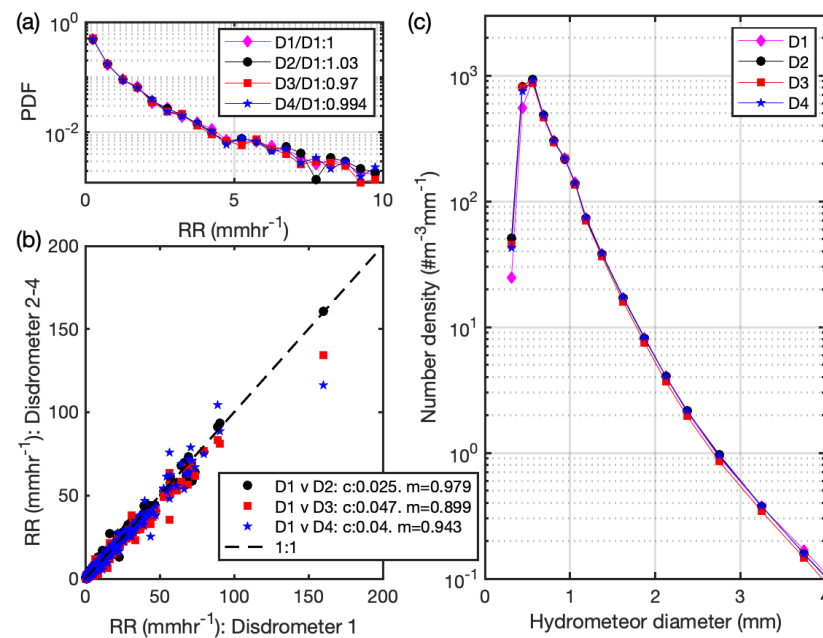 (a)
10^0
10^-2
PDF
D1/D1:1
D2/D1:1.03
D3/D1:0.97
D4/D1:0.994
0
5
10
RR (mmhr^-1)
(b)
200
150
100
50
0
RR (mmhr^-1): Disdrometer 2-4
D1 v D2: c:0.025. m=0.979
D1 v D3: c:0.047. m=0.899
D1 v D4: c:0.04. m=0.943
1:1
0
50
100
150
200
RR (mmhr^-1): Disdrometer 1
(c)
10^3
10^2
10^1
10^0
10^-1
Number density (#m^-3mm^-1)
D1
D2
D3
D4
0
1
2
3
4
Hydrometeor diameter (mm)